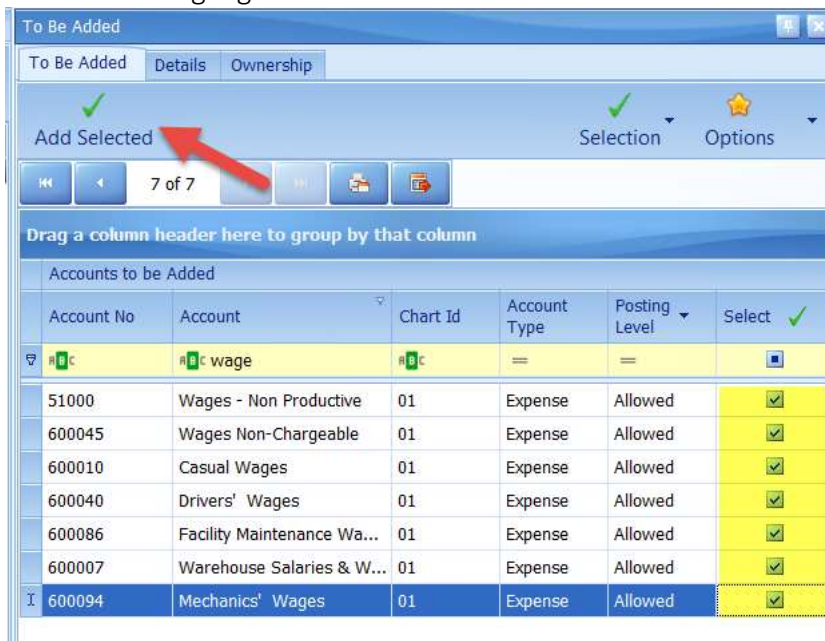 To Be Added
To Be Added Details Ownership
Add Selected Selection Options
7 of 7
Drag a column header here to group by that column
Accounts to be Added
Account No Account Chart Id Account Type Posting Level Select
ABC ABC wage ABC = =
51000 Wages - Non Productive 01 Expense Allowed
600045 Wages Non-Chargeable 01 Expense Allowed
600010 Casual Wages 01 Expense Allowed
600040 Drivers' Wages 01 Expense Allowed
600086 Facility Maintenance Wa... 01 Expense Allowed
600007 Warehouse Salaries & W... 01 Expense Allowed
600094 Mechanics' Wages 01 Expense Allowed